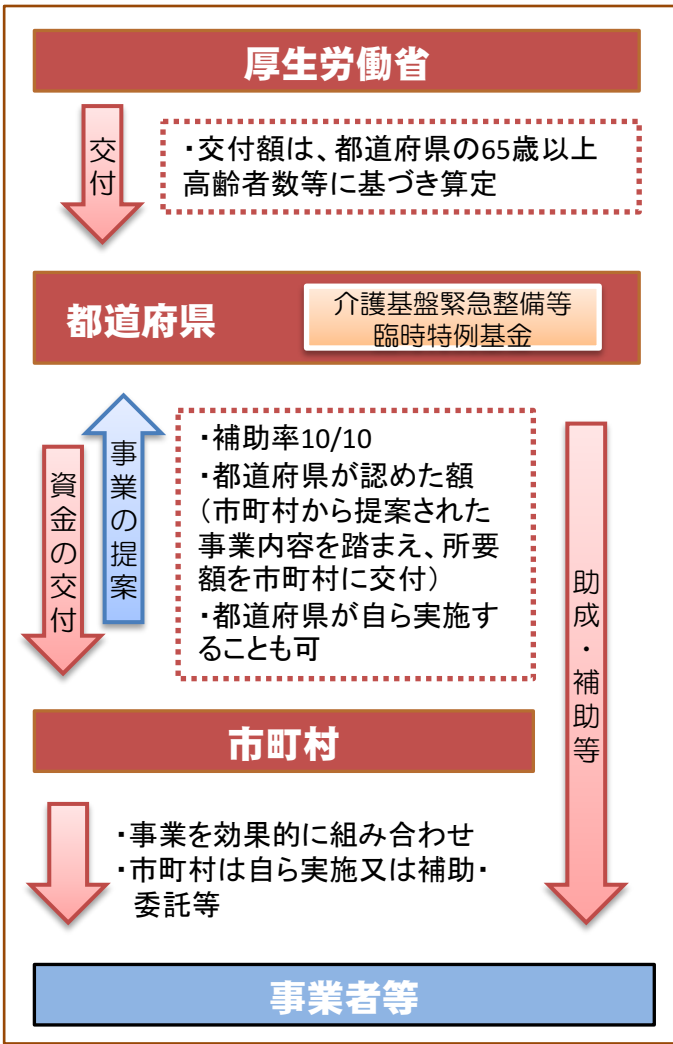 厚生労働省
交付
・交付額は、都道府県の65歳以上
高齢者数等に基づき算定
都道府県
介護基盤緊急整備等
臨時特例基金
資金の交付
事業の提案
・補助率10/10
・都道府県が認めた額
（市町村から提案された
事業内容を踏まえ、所要
額を市町村に交付）
・都道府県が自ら実施す
ることも可
助成・補助等
市町村
・事業を効果的に組み合わせ
・市町村は自ら実施又は補助・
委託等
事業者等